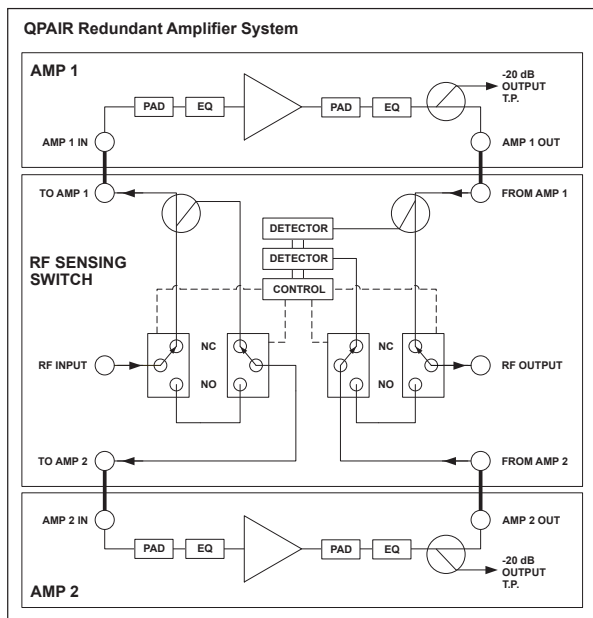 QPAIR Redundant Amplifier System
AMP 1
-20 dB
OUTPUT
T.P.
PAD
EQ
PAD
EQ
AMP 1 IN
AMP 1 OUT
TO AMP 1
FROM AMP 1
DETECTOR
DETECTOR
CONTROL
RF SENSING
SWITCH
NC
NC
RF INPUT
RF OUTPUT
NO
NO
TO AMP 2
FROM AMP 2
AMP 2 IN
AMP 2 OUT
PAD
EQ
PAD
EQ
-20 dB
OUTPUT
T.P.
AMP 2